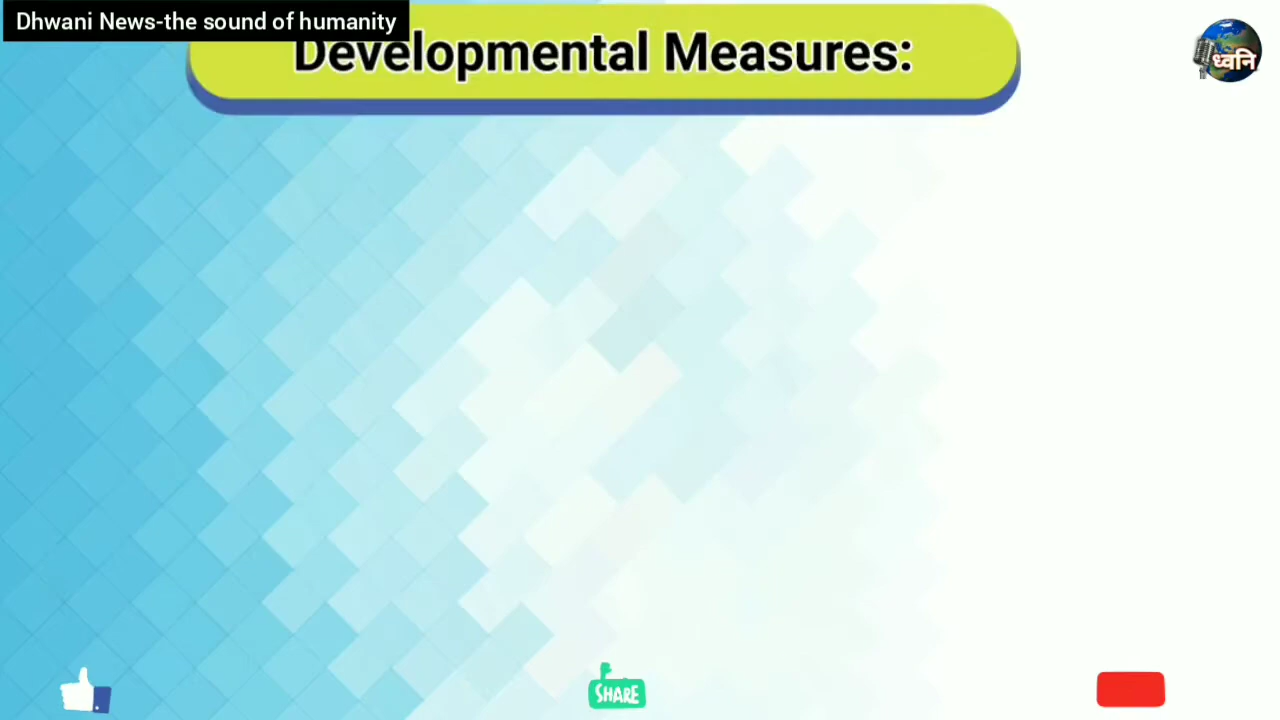 Dhwani News-the sound of humanity
Developmental Measures:
ध्वनि
SHARE